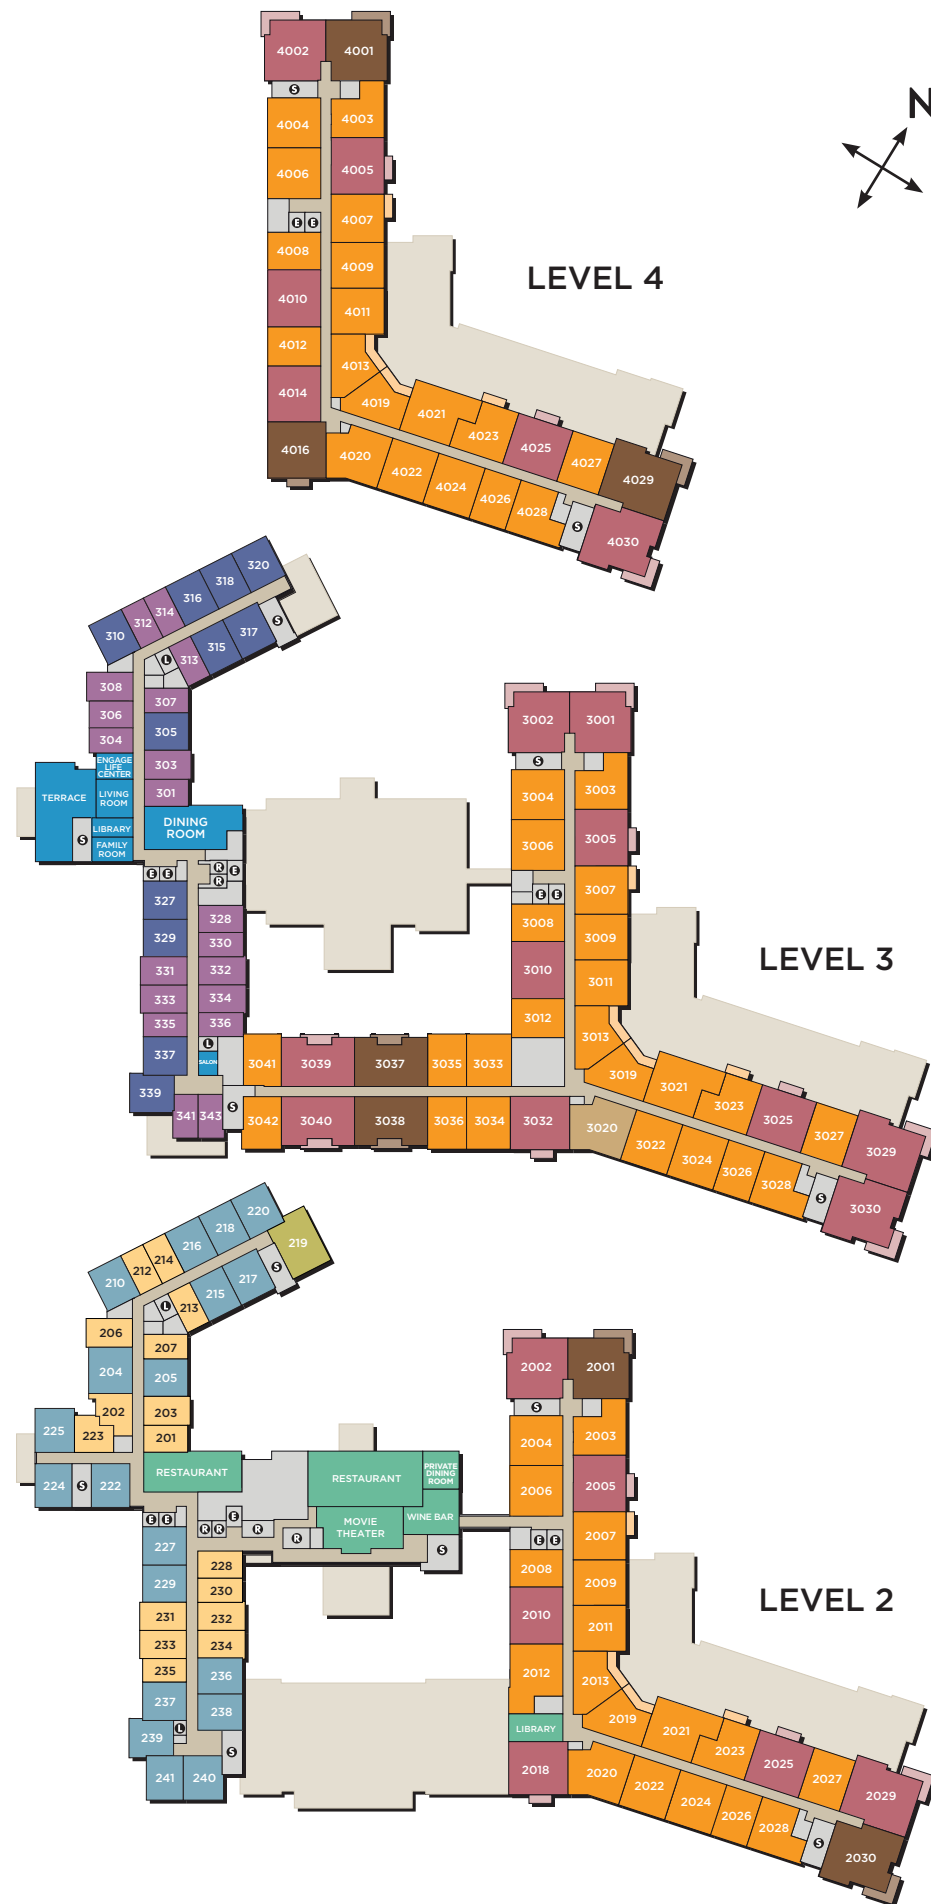 4002 4001
N
S
4004 4003
4006 4005
4007
E E
4008 4009
4010 4011
LEVEL 4
4012 4013
4014 4019 4021
4023
4025
4027
4016 4020 4022 4024 4026 4028
4029
S
4030
320
318
316
314
312
310
S
317
315
313
L
308 307
306 305
304
ENGAGE
LIFE
CENTER
303
TERRACE
LIVING
ROOM
301
LIBRARY
DINING
ROOM
S
FAMILY
ROOM
E E R E
R
327 328
329 330
331 332
333 334
335 336
337 L
SALON
339
341 343 S
3002 3001
S
3004 3003
3006 3005
3007
E E
3008 3009
3010 3011
LEVEL 3
3012 3013
3041 3039 3037 3035 3033
3019 3021 3023 3025 3027 3029
3042 3040 3038 3036 3034 3032 3020 3022 3024 3026 3028
S
3030
220
218
216
214
212
210
219
S
217
215
213
L
206 207
204 205
202 203
225 223 201
224 S 222
RESTAURANT
RESTAURANT
PRIVATE
DINING
ROOM
MOVIE
THEATER
WINE BAR
E E R R E R R
S
227 228
229 230
231 232
233 234
235 236
237 238
L
239 S
241 240
2002 2001
S
2004 2003
2006 2005
2007
E E
2008 2009
2010 2011
LEVEL 2
2012 2013
LIBRARY
2019 2021 2023 2025 2027 2029
2018 2020 2022 2024 2026 2028
S
2030